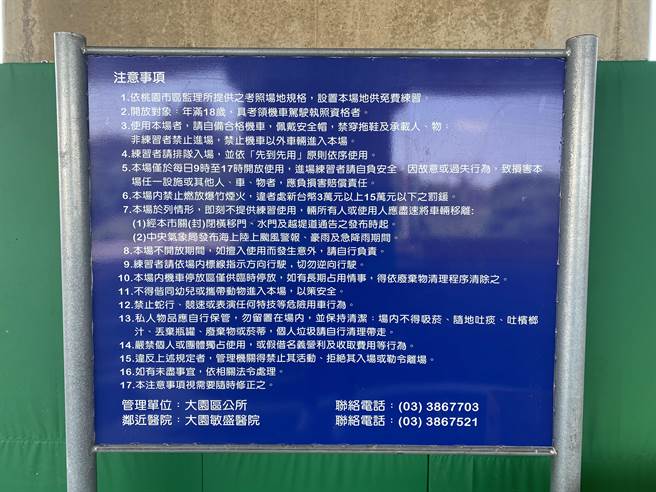 注意事項
1.依桃園市區監理所提供之考照場地規格，設置本場地供免費練習。
2.開放對象：年滿18歲，具考領機車駕駛執照資格者。
3.使用本場者，請自備合格機車，佩戴安全帽，禁穿拖鞋及承載人、物；
非練習者禁止進場，禁止機車以外車輛進入本場。
4.練習者請排隊入場，並依「先到先用」原則依序使用。
5.本場僅於每日9時至17時開放使用，進場練習者請自負安全。因故意或過失行為，致損害本
場任一設施或其他人、車、物者，應負損害賠償責任。
6.本場內禁止燃放爆竹煙火，違者處新台幣3萬元以上15萬元以下之罰鍰。
7.本場於列情形，即刻不提供練習使用，輛所有人或使用人應盡速將車輛移離:
(1)經本市關(封)閉橫移門、水門及越堤道通告之發布時起。
(2)中央氣象局發布海上陸上颱風警報、豪雨及急降雨期間。
8.本場不開放期間，如擅入使用而發生意外，請自行負責。
9.練習者請依場內標線指示方向行駛，切勿逆向行駛。
10.本場內機車停放區僅供臨時停放，如有長期占用情事，得依廢棄物清理程序清除之。
11.不得偕同幼兒或攜帶動物進入本場，以策安全。
12.禁止蛇行、競速或表演任何特技等危險用車行為。
13.私人物品應自行保管，勿留置在場內，並保持清潔；場內不得吸菸、隨地吐痰、吐檳榔
汁、丟棄瓶罐、廢棄物或菸蒂，個人垃圾請自行清理帶走。
14.嚴禁個人或團體獨占使用，或假借名義營利及收取費用等行為。
15.違反上述規定者，管理機關得禁止其活動、拒絕其入場或勒令離場。
16.如有未盡事宜，依相關法令處理。
17.本注意事項視需要隨時修正之。
管理單位：大園區公所 聯絡電話：(03) 3867703
鄰近醫院：大園敏盛醫院 聯絡電話：(03) 3867521